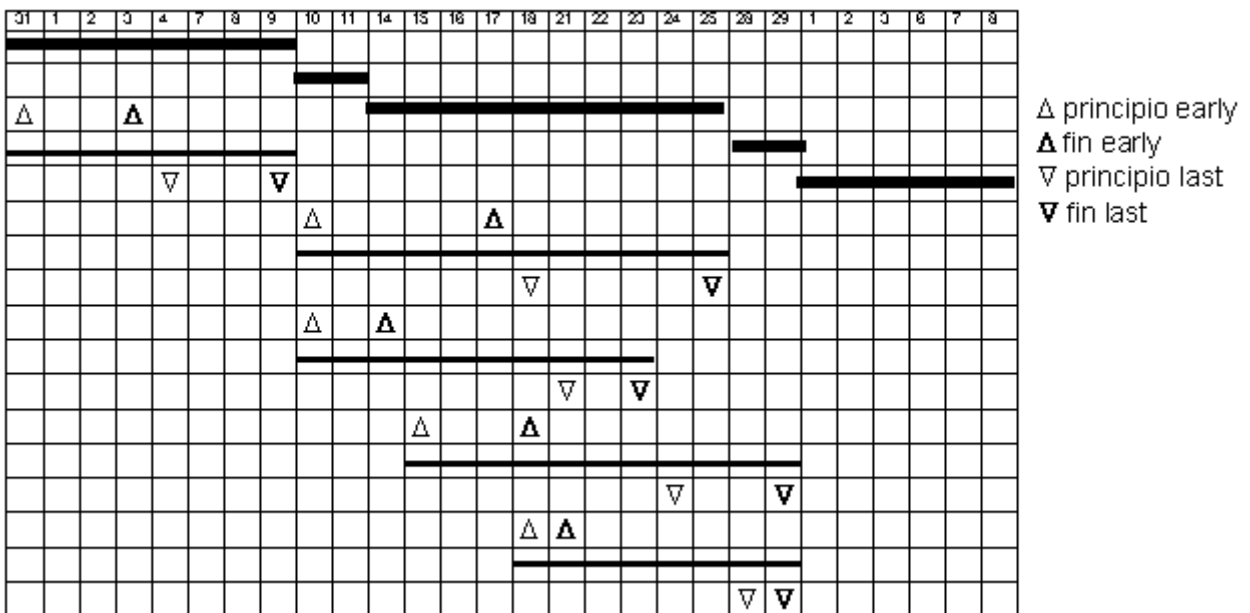 31 1 2 3 4 7 8 9 10 11 14 15 16 17 18 21 22 23 24 25 28 29 1 2 3 6 7 8
Δ principio early
Δ fin early
∇ principio last
∇ fin last